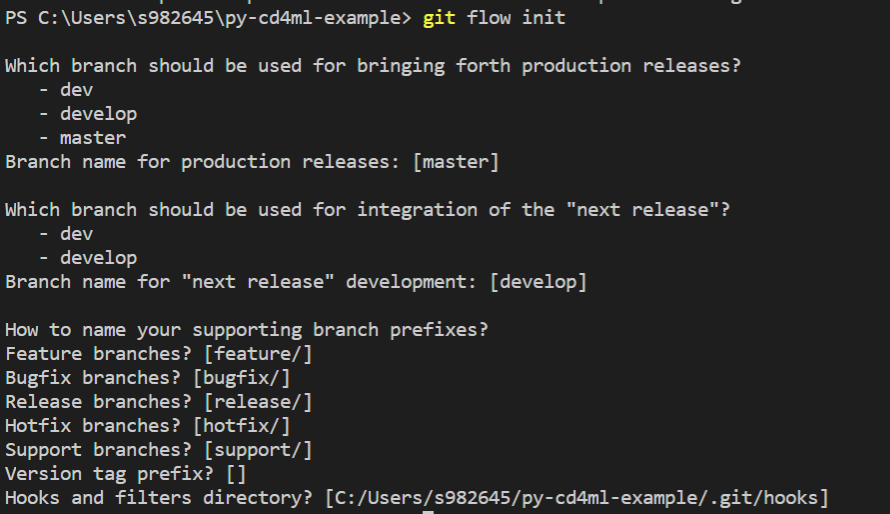 PS C:\Users\s982645\py-cd4ml-example> git flow init
Which branch should be used for bringing forth production releases?
- dev
- develop
- master
Branch name for production releases: [master]
Which branch should be used for integration of the "next release"?
- dev
- develop
Branch name for "next release" development: [develop]
How to name your supporting branch prefixes?
Feature branches? [feature/]
Bugfix branches? [bugfix/]
Release branches? [release/]
Hotfix branches? [hotfix/]
Support branches? [support/]
Version tag prefix? []
Hooks and filters directory? [C:/Users/s982645/py-cd4ml-example/.git/hooks]